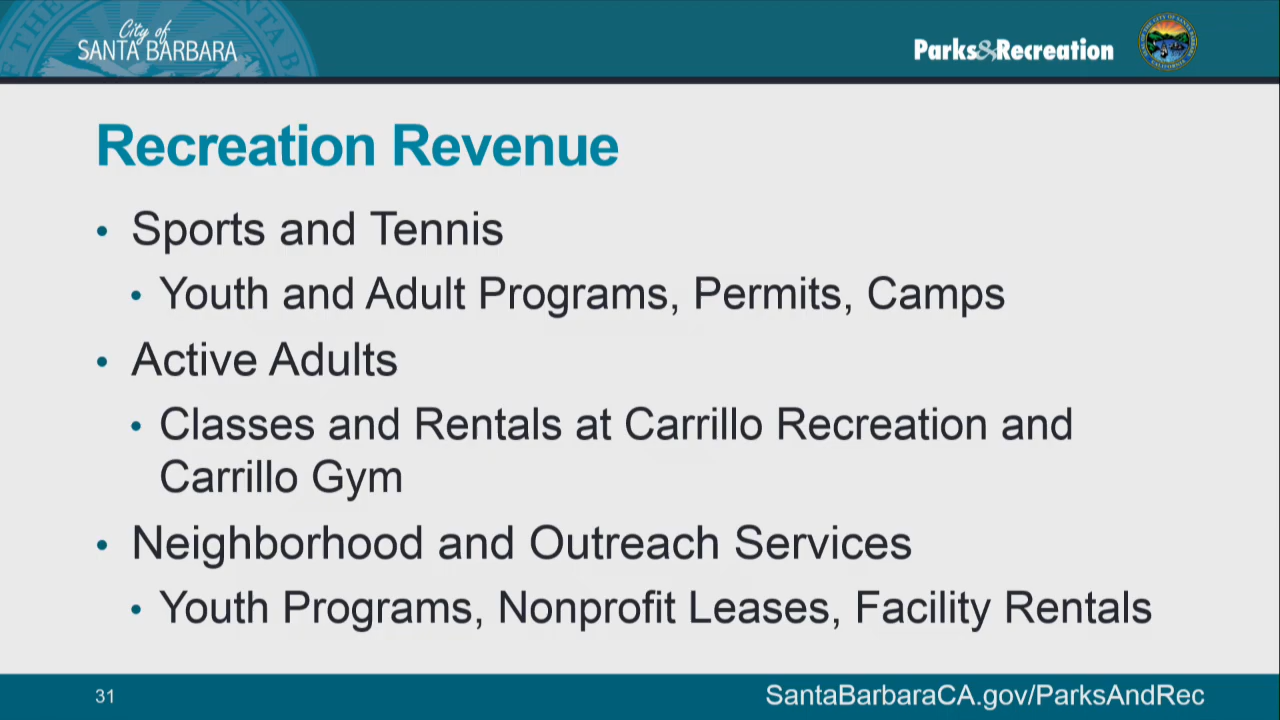 City of
SANTA BARBARA
Parks&Recreation
Recreation Revenue
• Sports and Tennis
• Youth and Adult Programs, Permits, Camps
• Active Adults
• Classes and Rentals at Carrillo Recreation and
Carrillo Gym
• Neighborhood and Outreach Services
• Youth Programs, Nonprofit Leases, Facility Rentals
31
SantaBarbaraCA.gov/ParksAndRec